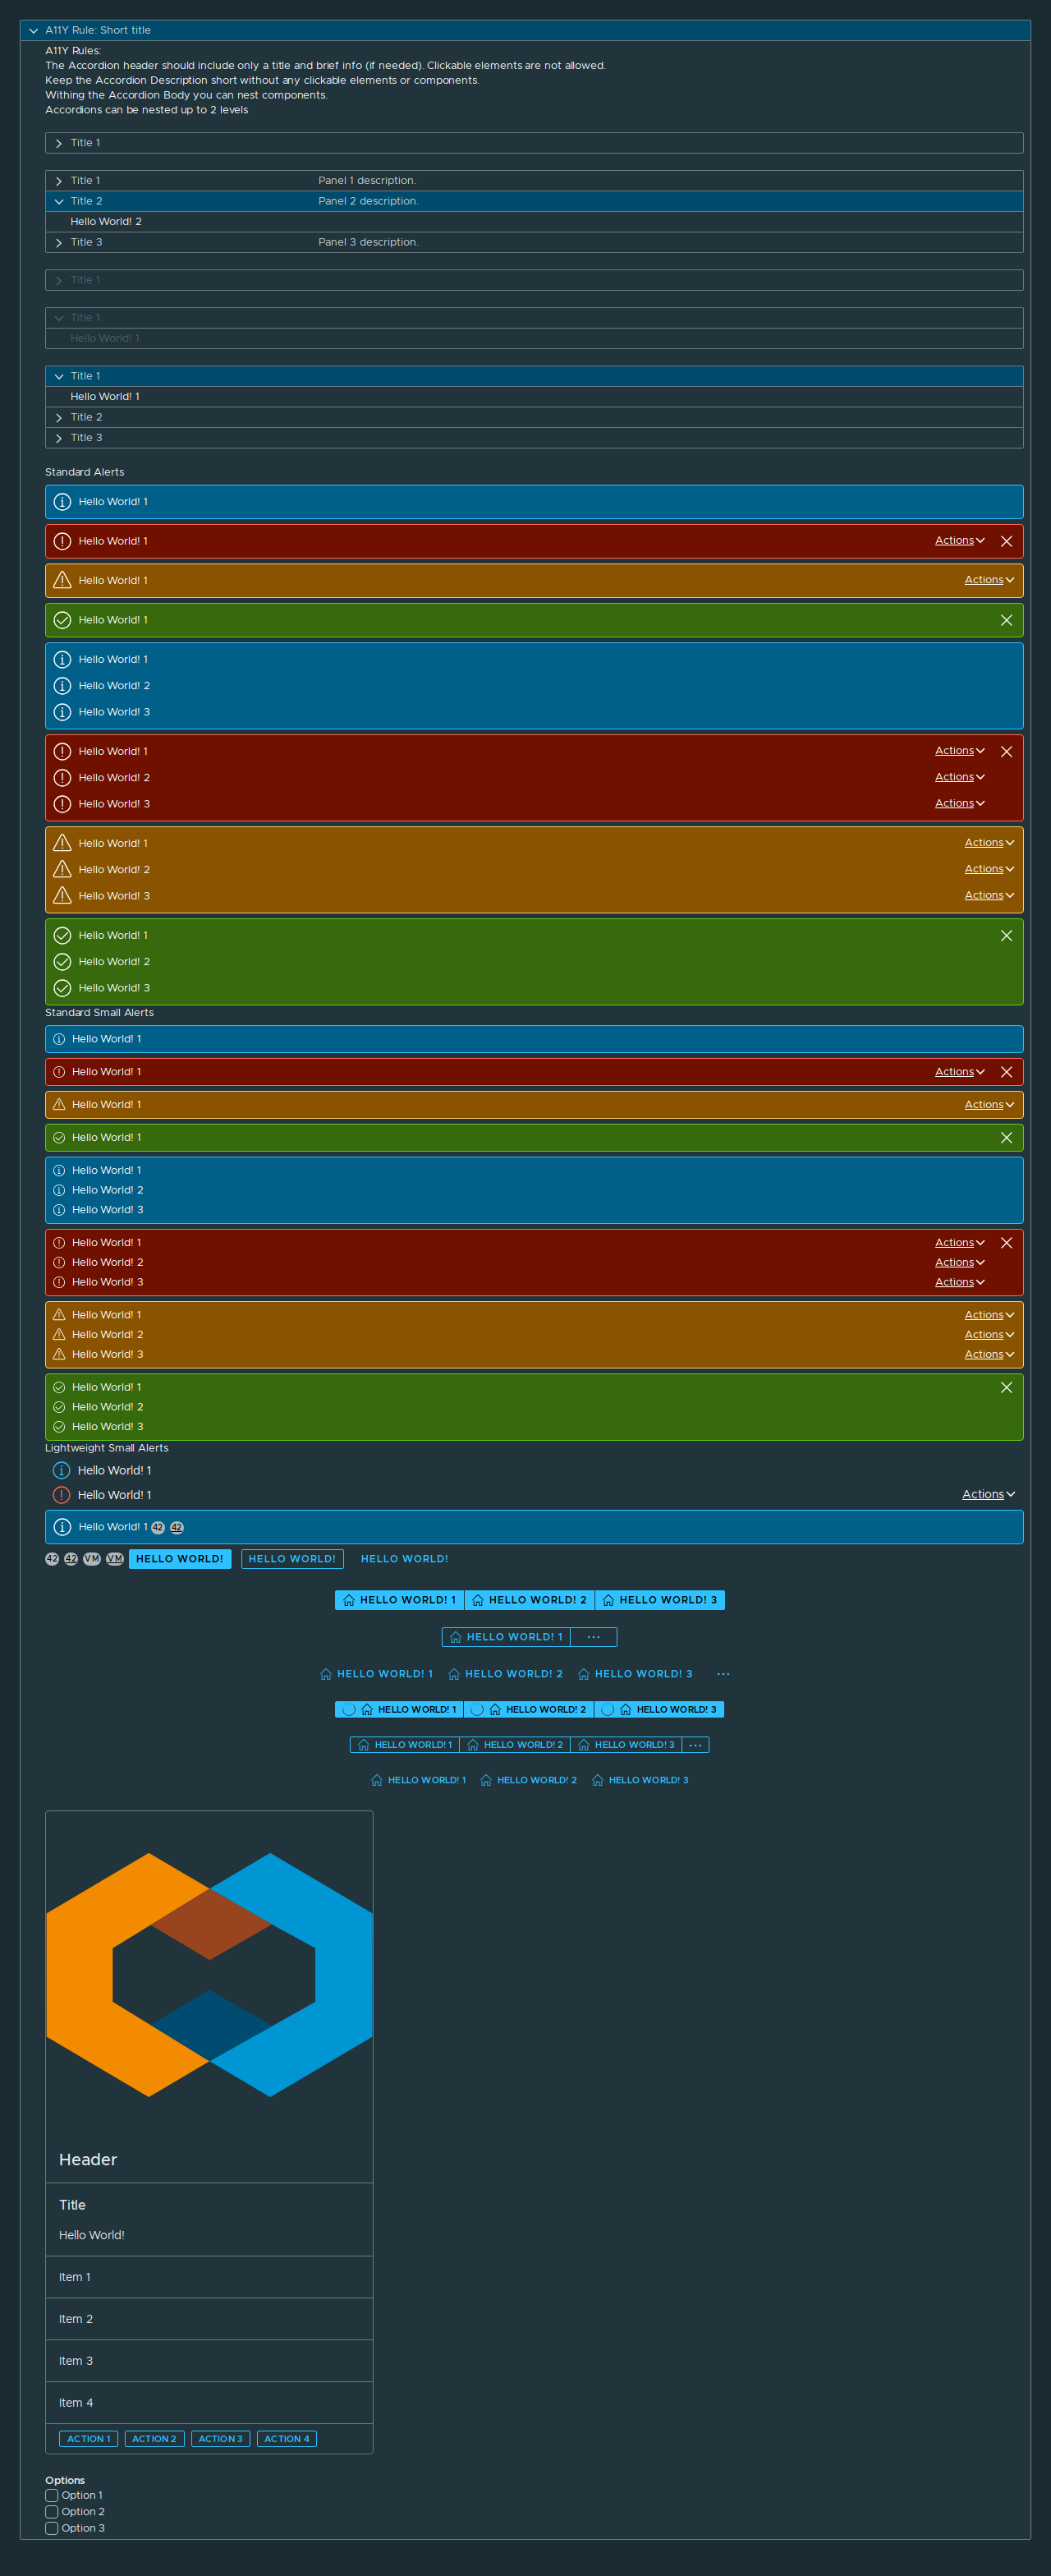 A11Y Rule: Short title
A11Y Rules:
The Accordion header should include only a title and brief info (if needed). Clickable elements are not allowed.
Keep the Accordion Description short without any clickable elements or components.
Withing the Accordion Body you can nest components.
Accordions can be nested up to 2 levels
Title 1
Title 1 Panel 1 description.
Title 2 Panel 2 description.
Hello World! 2
Title 3 Panel 3 description.
Title 1
Title 1
Hello World! 1
Title 1
Hello World! 1
Title 2
Title 3
Standard Alerts
Hello World! 1
Hello World! 1 Actions
Hello World! 1 Actions
Hello World! 1
Hello World! 1
Hello World! 2
Hello World! 3
Hello World! 1 Actions
Hello World! 2 Actions
Hello World! 3 Actions
Hello World! 1 Actions
Hello World! 2 Actions
Hello World! 3 Actions
Hello World! 1
Hello World! 2
Hello World! 3
Standard Small Alerts
Hello World! 1
Hello World! 1 Actions
Hello World! 1 Actions
Hello World! 1
Hello World! 1
Hello World! 2
Hello World! 3
Hello World! 1 Actions
Hello World! 2 Actions
Hello World! 3 Actions
Hello World! 1 Actions
Hello World! 2 Actions
Hello World! 3 Actions
Hello World! 1
Hello World! 2
Hello World! 3
Lightweight Small Alerts
Hello World! 1
Hello World! 1 Actions
Hello World! 1 42 42
42 42 VM VM HELLO WORLD! HELLO WORLD! HELLO WORLD!
HELLO WORLD! 1 HELLO WORLD! 2 HELLO WORLD! 3
HELLO WORLD! 1 ...
HELLO WORLD! 1 HELLO WORLD! 2 HELLO WORLD! 3 ...
HELLO WORLD! 1 HELLO WORLD! 2 HELLO WORLD! 3
HELLO WORLD! 1 HELLO WORLD! 2 HELLO WORLD! 3 ...
HELLO WORLD! 1 HELLO WORLD! 2 HELLO WORLD! 3
Header
Title
Hello World!
Item 1
Item 2
Item 3
Item 4
ACTION 1 ACTION 2 ACTION 3 ACTION 4
Options
Option 1
Option 2
Option 3